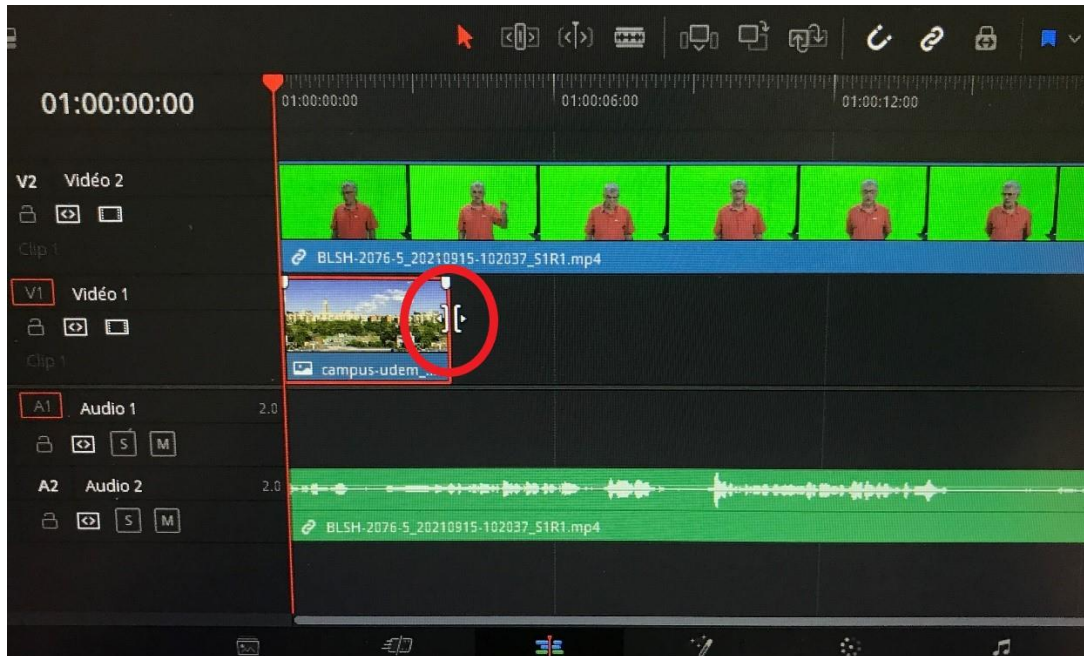 01:00:00:00
01:00:00:00 01:00:06:00 01:00:12:00
V2 Vidéo 2
Clip 1
BLSH-2076-5_20210915-102037_S1R1.mp4
V1 Vidéo 1
Clip 1
campus-udem_...
A1 Audio 1 2.0
S M
A2 Audio 2 2.0
S M
BLSH-2076-5_20210915-102037_S1R1.mp4